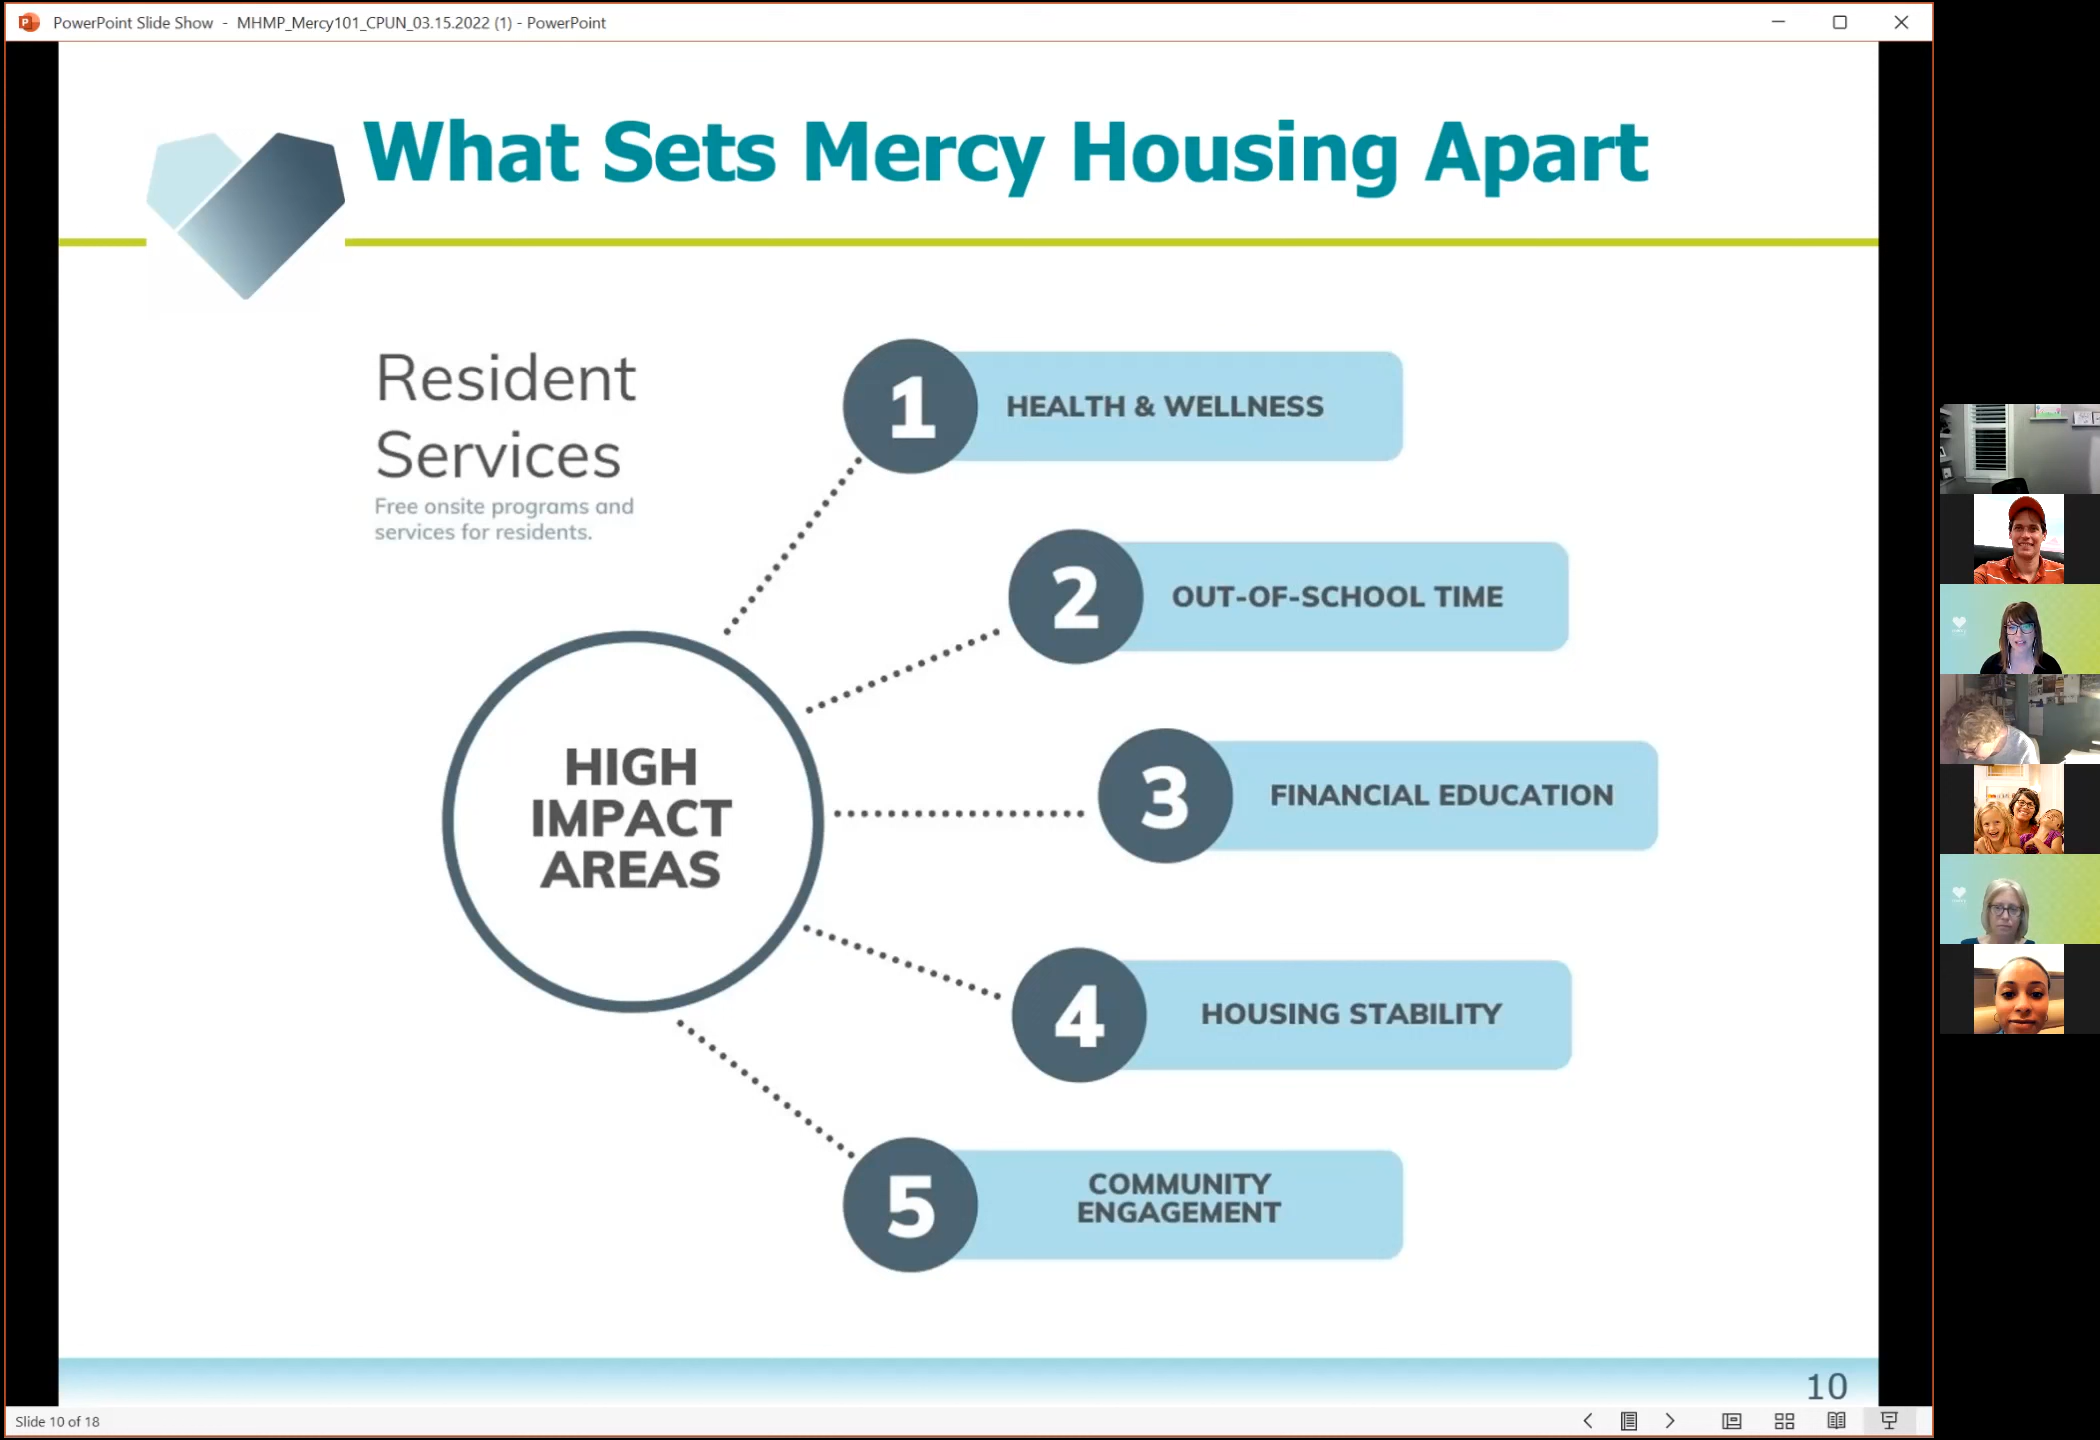 PowerPoint Slide Show - MHMP_Mercy101_CPUN_03.15.2022 (1) - PowerPoint
What Sets Mercy Housing Apart
Resident
Services
Free onsite programs and
services for residents.
HIGH
IMPACT
AREAS
1
HEALTH & WELLNESS
2
OUT-OF-SCHOOL TIME
3
FINANCIAL EDUCATION
4
HOUSING STABILITY
5
COMMUNITY
ENGAGEMENT
10
Slide 10 of 18